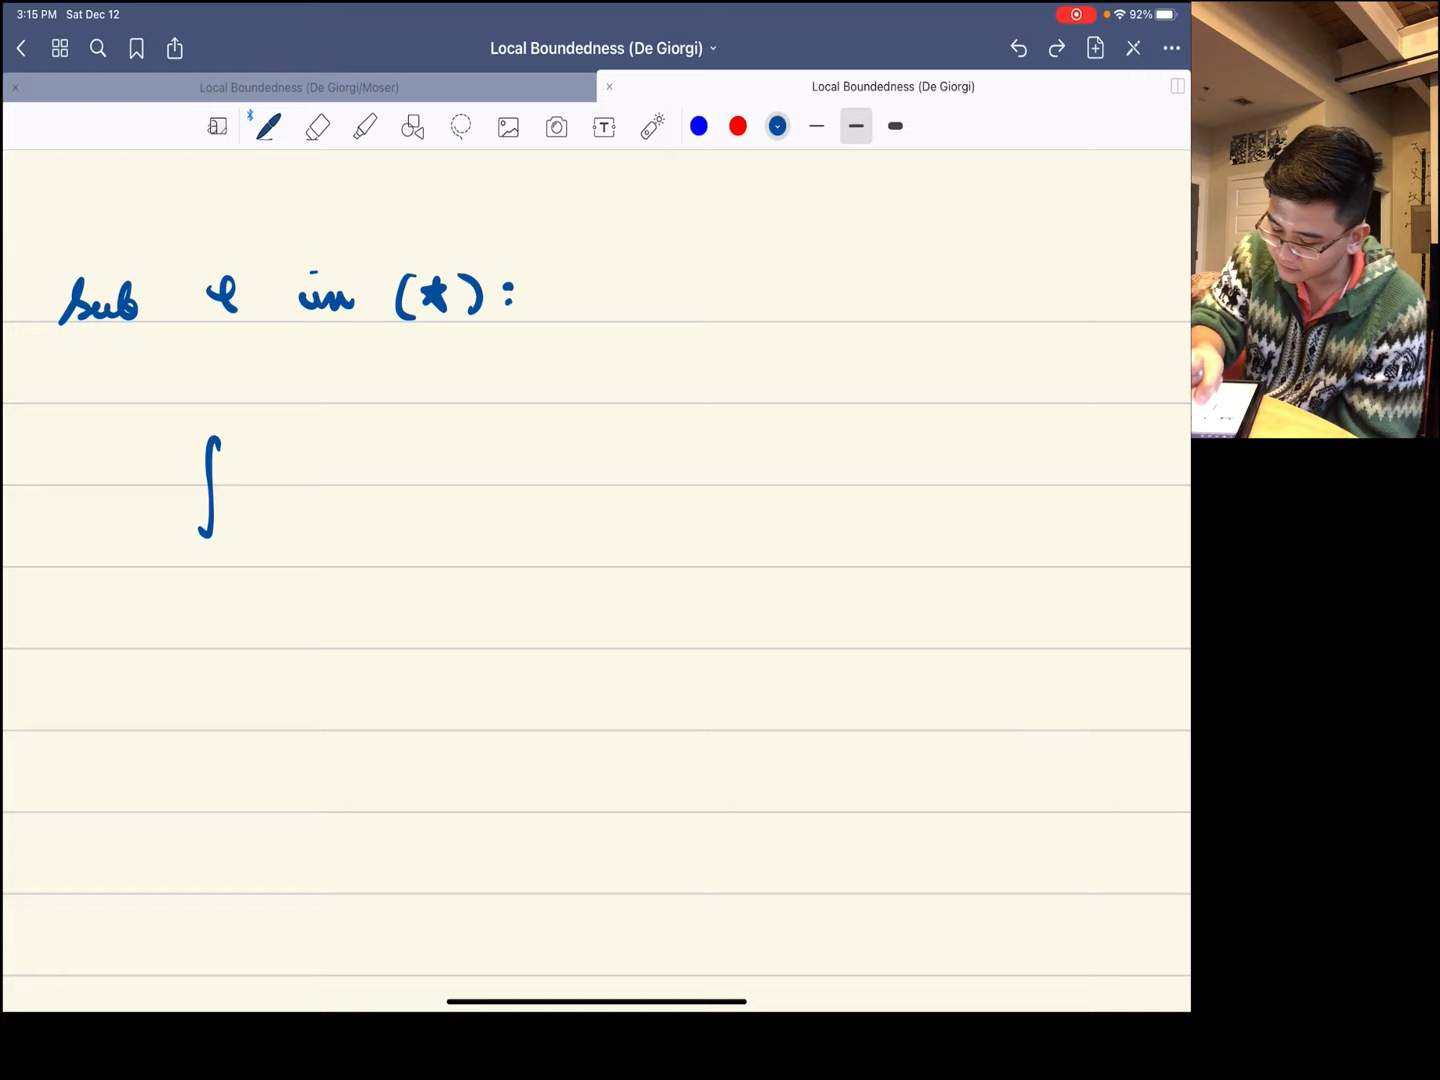 3:15 PM Sat Dec 12
92%
Local Boundedness (De Giorgi)
Local Boundedness (De Giorgi/Moser)
Local Boundedness (De Giorgi)
sub φ in (★):
∫